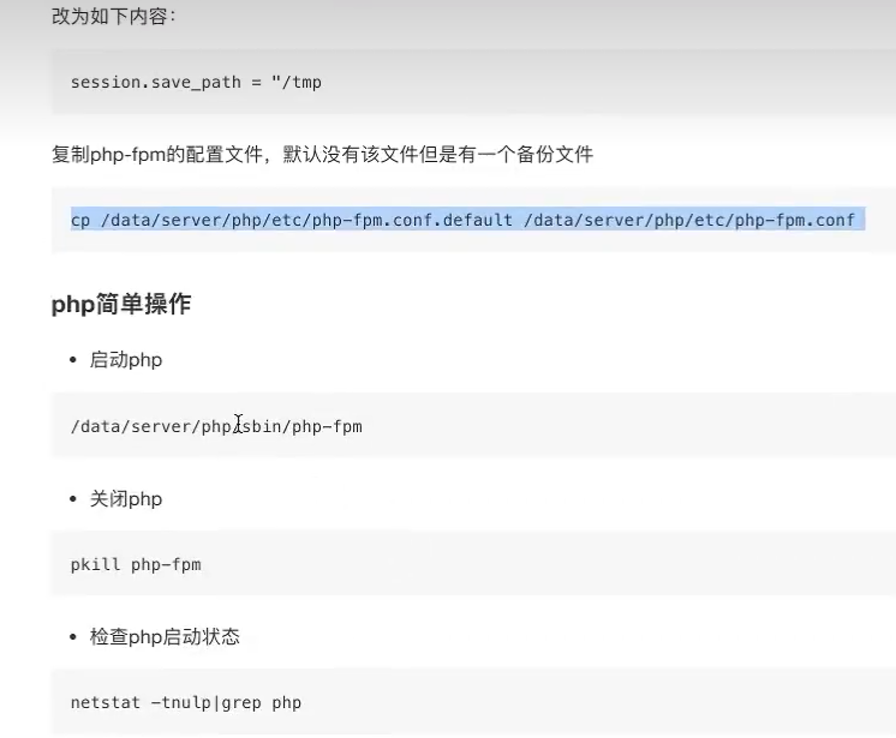 改为如下内容：
session.save_path = "/tmp
复制php-fpm的配置文件，默认没有该文件但是有一个备份文件
cp /data/server/php/etc/php-fpm.conf.default /data/server/php/etc/php-fpm.conf
php简单操作
• 启动php
/data/server/php/sbin/php-fpm
• 关闭php
pkill php-fpm
• 检查php启动状态
netstat -tnulp|grep php